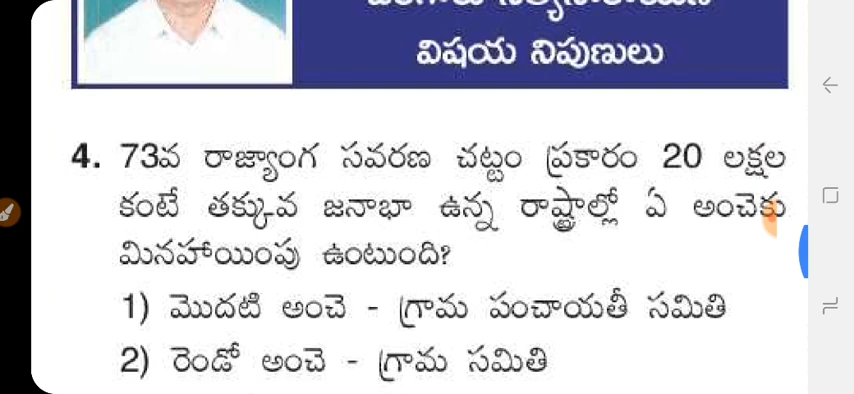 విషయ నిపుణులు
4. 73వ రాజ్యాంగ సవరణ చట్టం ప్రకారం 20 లక్షల
కంటే తక్కువ జనాభా ఉన్న రాష్ట్రాల్లో ఏ అంచెకు
మినహాయింపు ఉంటుంది?
1) మొదటి అంచె - గ్రామ పంచాయతీ సమితి
2) రెండో అంచె - గ్రామ సమితి